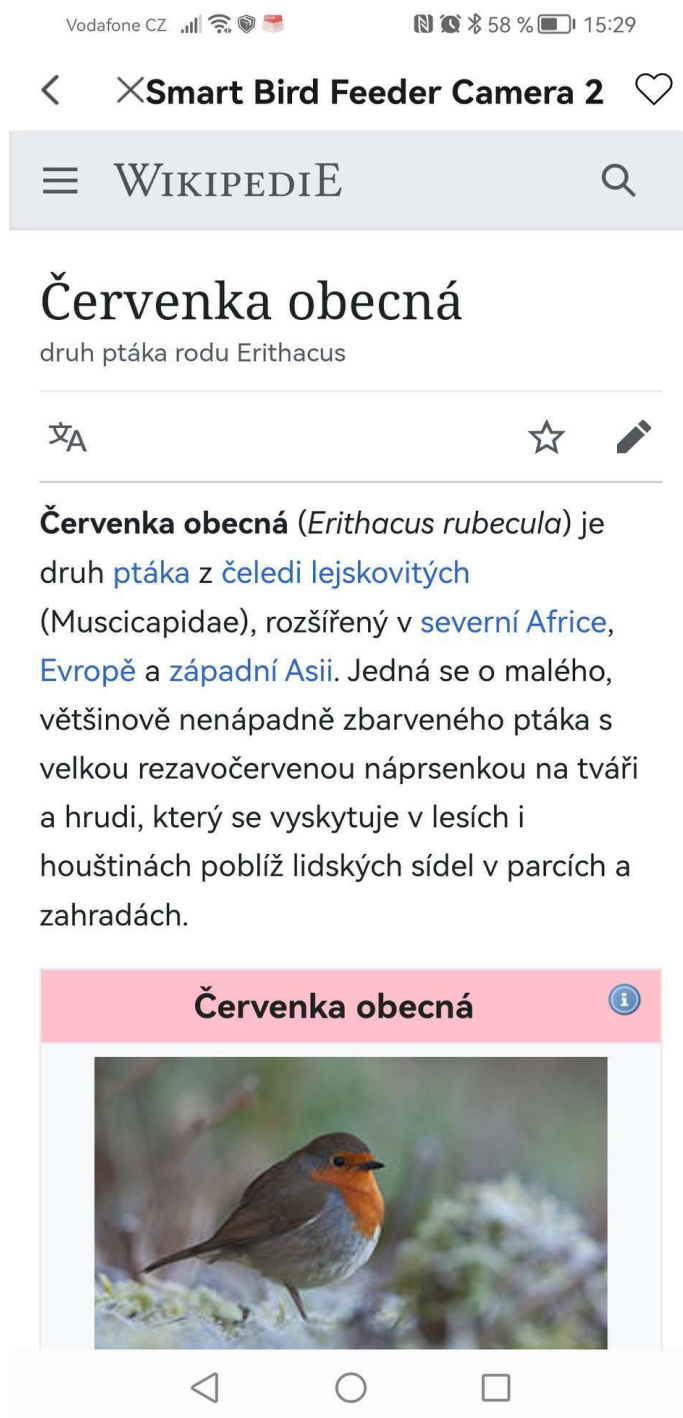 Vodafone CZ 58 % 15:29
Smart Bird Feeder Camera 2
WIKIPEDIE
Červenka obecná
druh ptáka rodu Erithacus
Červenka obecná (Erithacus rubecula) je
druh ptáka z čeledi lejskovitých
(Muscicapidae), rozšířený v severní Africe,
Evropě a západní Asii. Jedná se o malého,
většinově nenápadně zbarveného ptáka s
velkou rezavočervenou náprsenkou na tváři
a hrudi, který se vyskytuje v lesích i
houštinách poblíž lidských sídel v parcích a
zahradách.
Červenka obecná